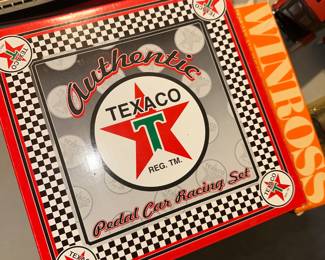 Authentic
TEXACO
T
REG. TM.
Pedal Car Racing Set
WINROSS